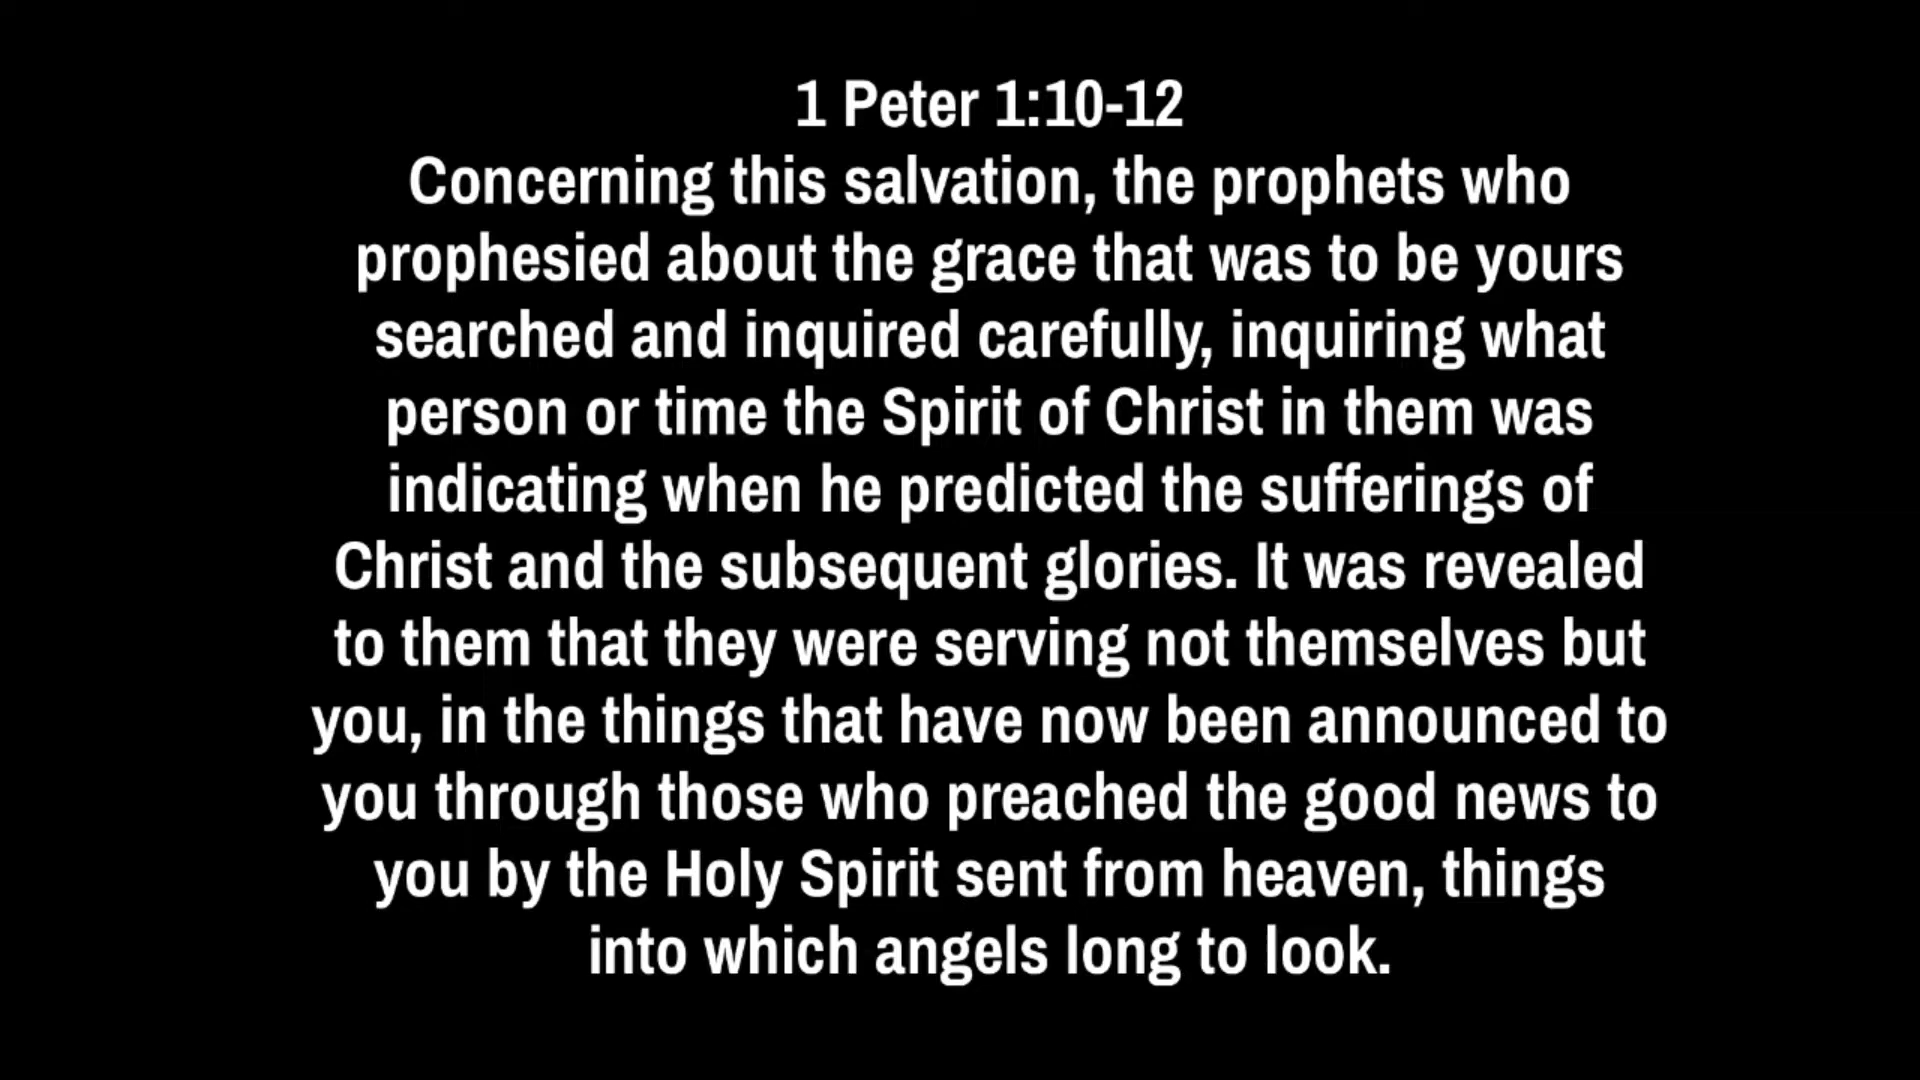 1 Peter 1:10-12
Concerning this salvation, the prophets who
prophesied about the grace that was to be yours
searched and inquired carefully, inquiring what
person or time the Spirit of Christ in them was
indicating when he predicted the sufferings of
Christ and the subsequent glories. It was revealed
to them that they were serving not themselves but
you, in the things that have now been announced to
you through those who preached the good news to
you by the Holy Spirit sent from heaven, things
into which angels long to look.